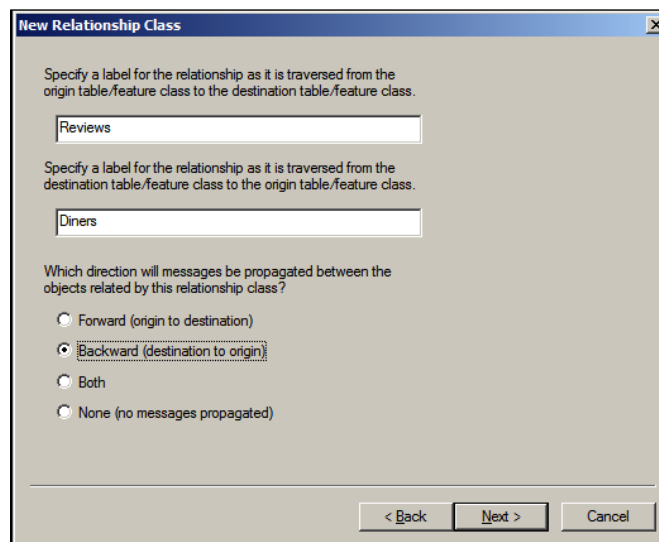 New Relationship Class
Specify a label for the relationship as it is traversed from the
origin table/feature class to the destination table/feature class.
Reviews
Specify a label for the relationship as it is traversed from the
destination table/feature class to the origin table/feature class.
Diners
Which direction will messages be propagated between the
objects related by this relationship class?
Forward (origin to destination)
Backward (destination to origin)
Both
None (no messages propagated)
< Back Next > Cancel